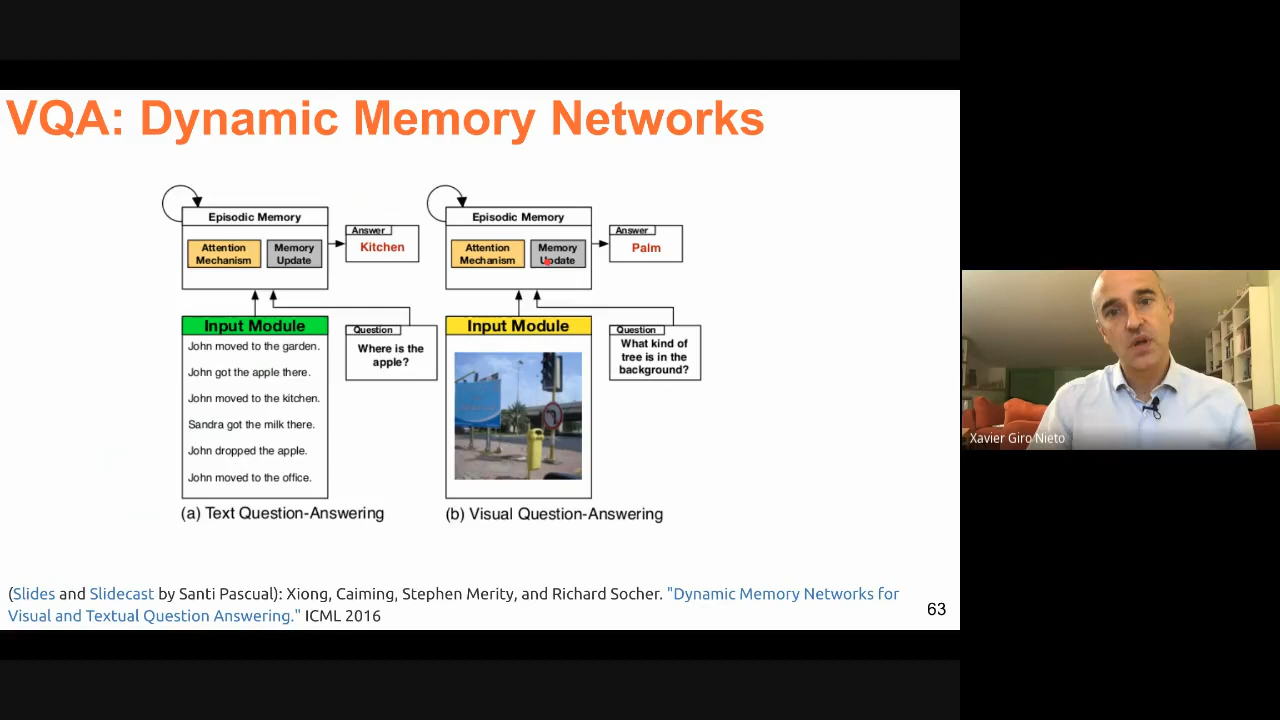 VQA: Dynamic Memory Networks
Episodic Memory
Attention Mechanism
Memory Update
Answer
Kitchen
Input Module
John moved to the garden.
John got the apple there.
John moved to the kitchen.
Sandra got the milk there.
John dropped the apple.
John moved to the office.
Question
Where is the
apple?
(a) Text Question-Answering
Episodic Memory
Attention Mechanism
Memory Update
Answer
Palm
Input Module
Question
What kind of
tree is in the
background?
(b) Visual Question-Answering
(Slides and Slidecast by Santi Pascual): Xiong, Caiming, Stephen Merity, and Richard Socher. "Dynamic Memory Networks for
Visual and Textual Question Answering." ICML 2016
63
Xavier Giro Nieto